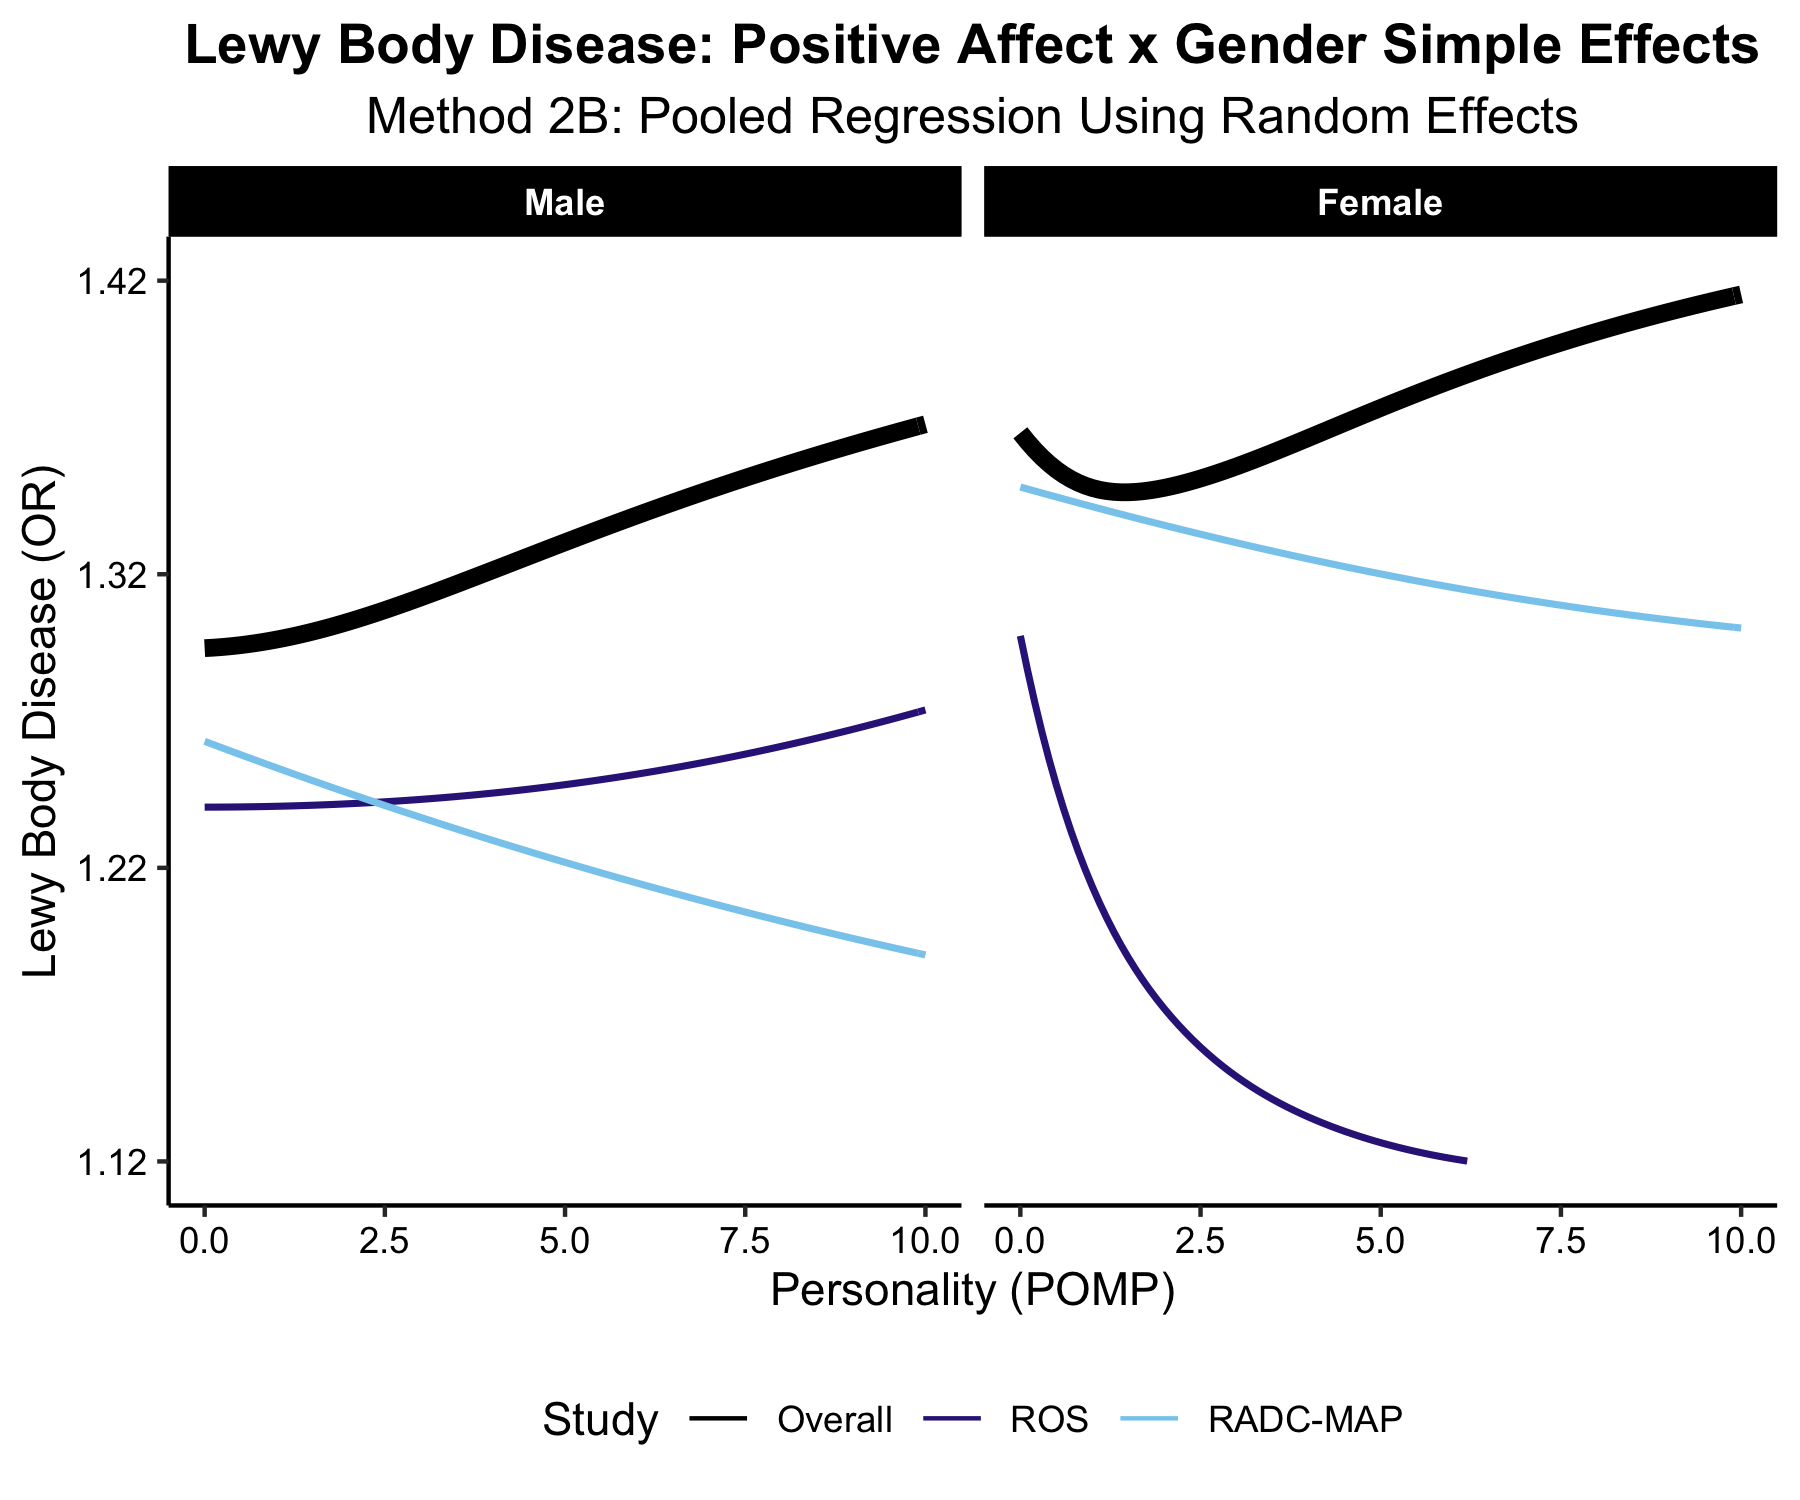 Lewy Body Disease: Positive Affect x Gender Simple Effects
Method 2B: Pooled Regression Using Random Effects
Male
Female
Lewy Body Disease (OR)
1.42
1.32
1.22
1.12
0.0 2.5 5.0 7.5 10.0
0.0 2.5 5.0 7.5 10.0
Personality (POMP)
Study Overall ROS RADC-MAP